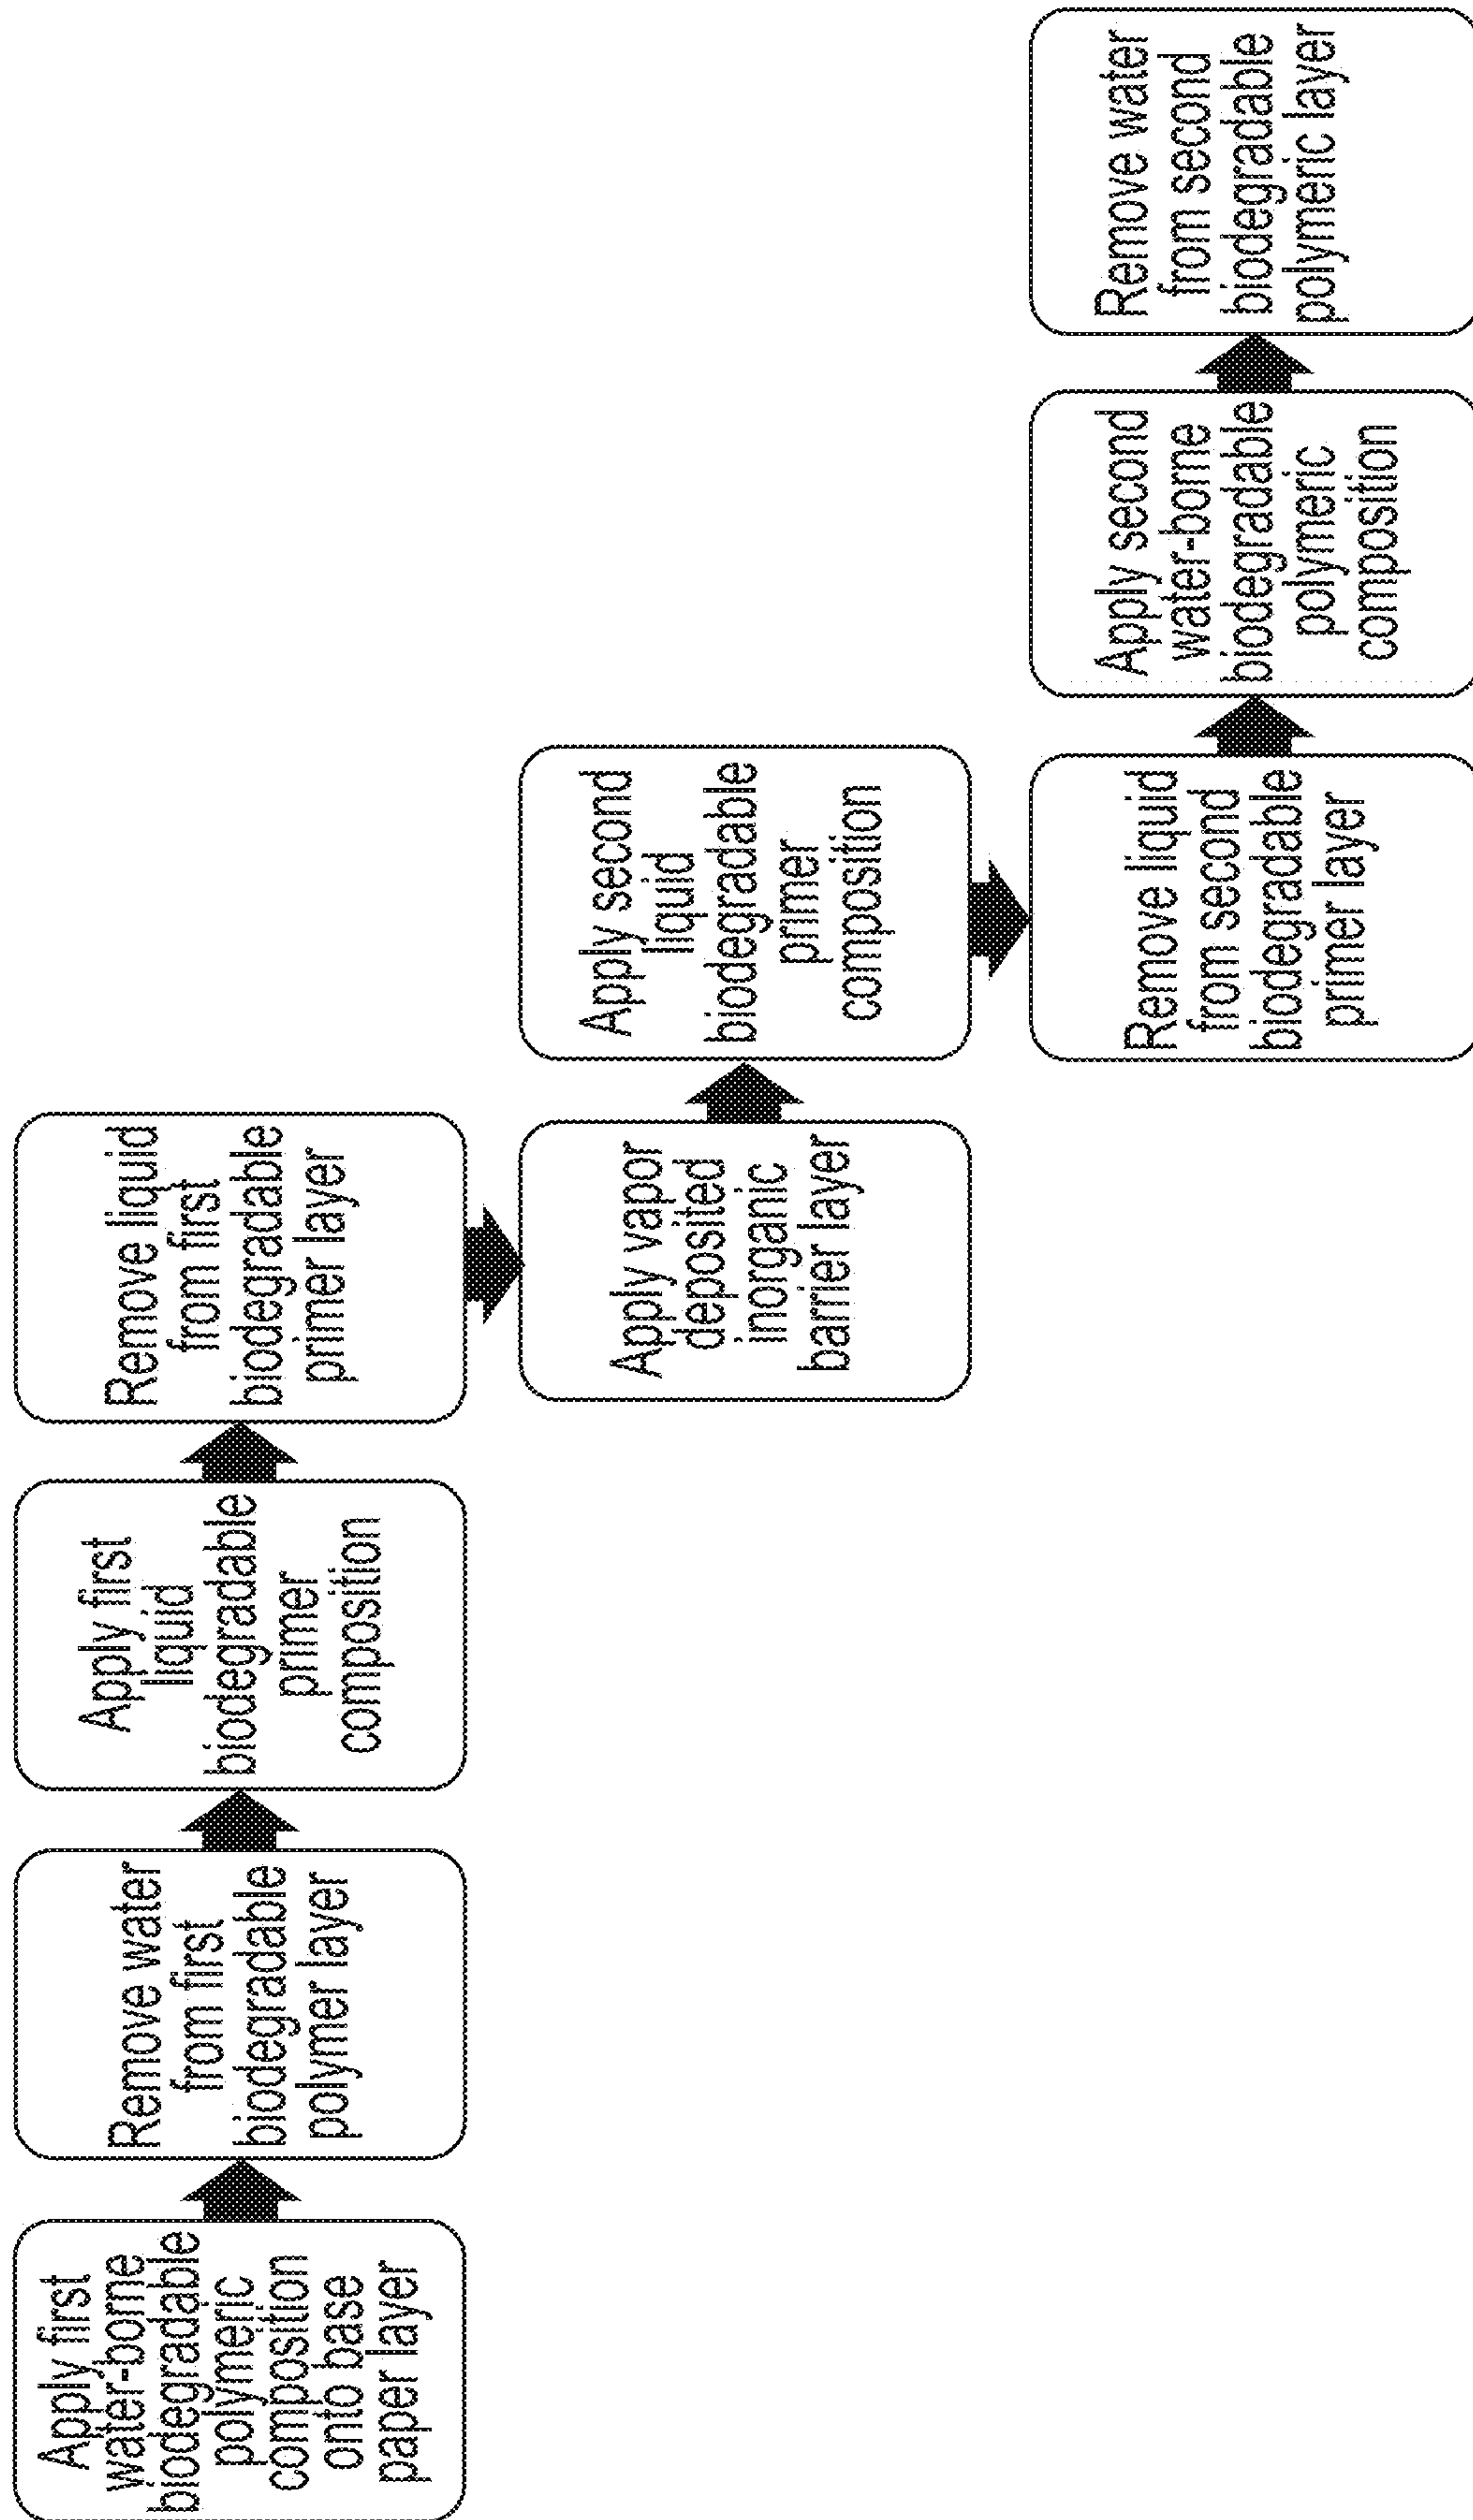 Apply first
water-borne
biodegradable
polymeric
composition
onto base
paper layer
Remove water
from first
biodegradable
polymer layer
Apply first
liquid
biodegradable
primer
composition
Remove liquid
from first
biodegradable
primer layer
Apply vapor
deposited
inorganic
barrier layer
Apply second
liquid
biodegradable
primer
composition
Remove liquid
from second
biodegradable
primer layer
Apply second
water-borne
biodegradable
polymeric
composition
Remove water
from second
biodegradable
polymeric layer